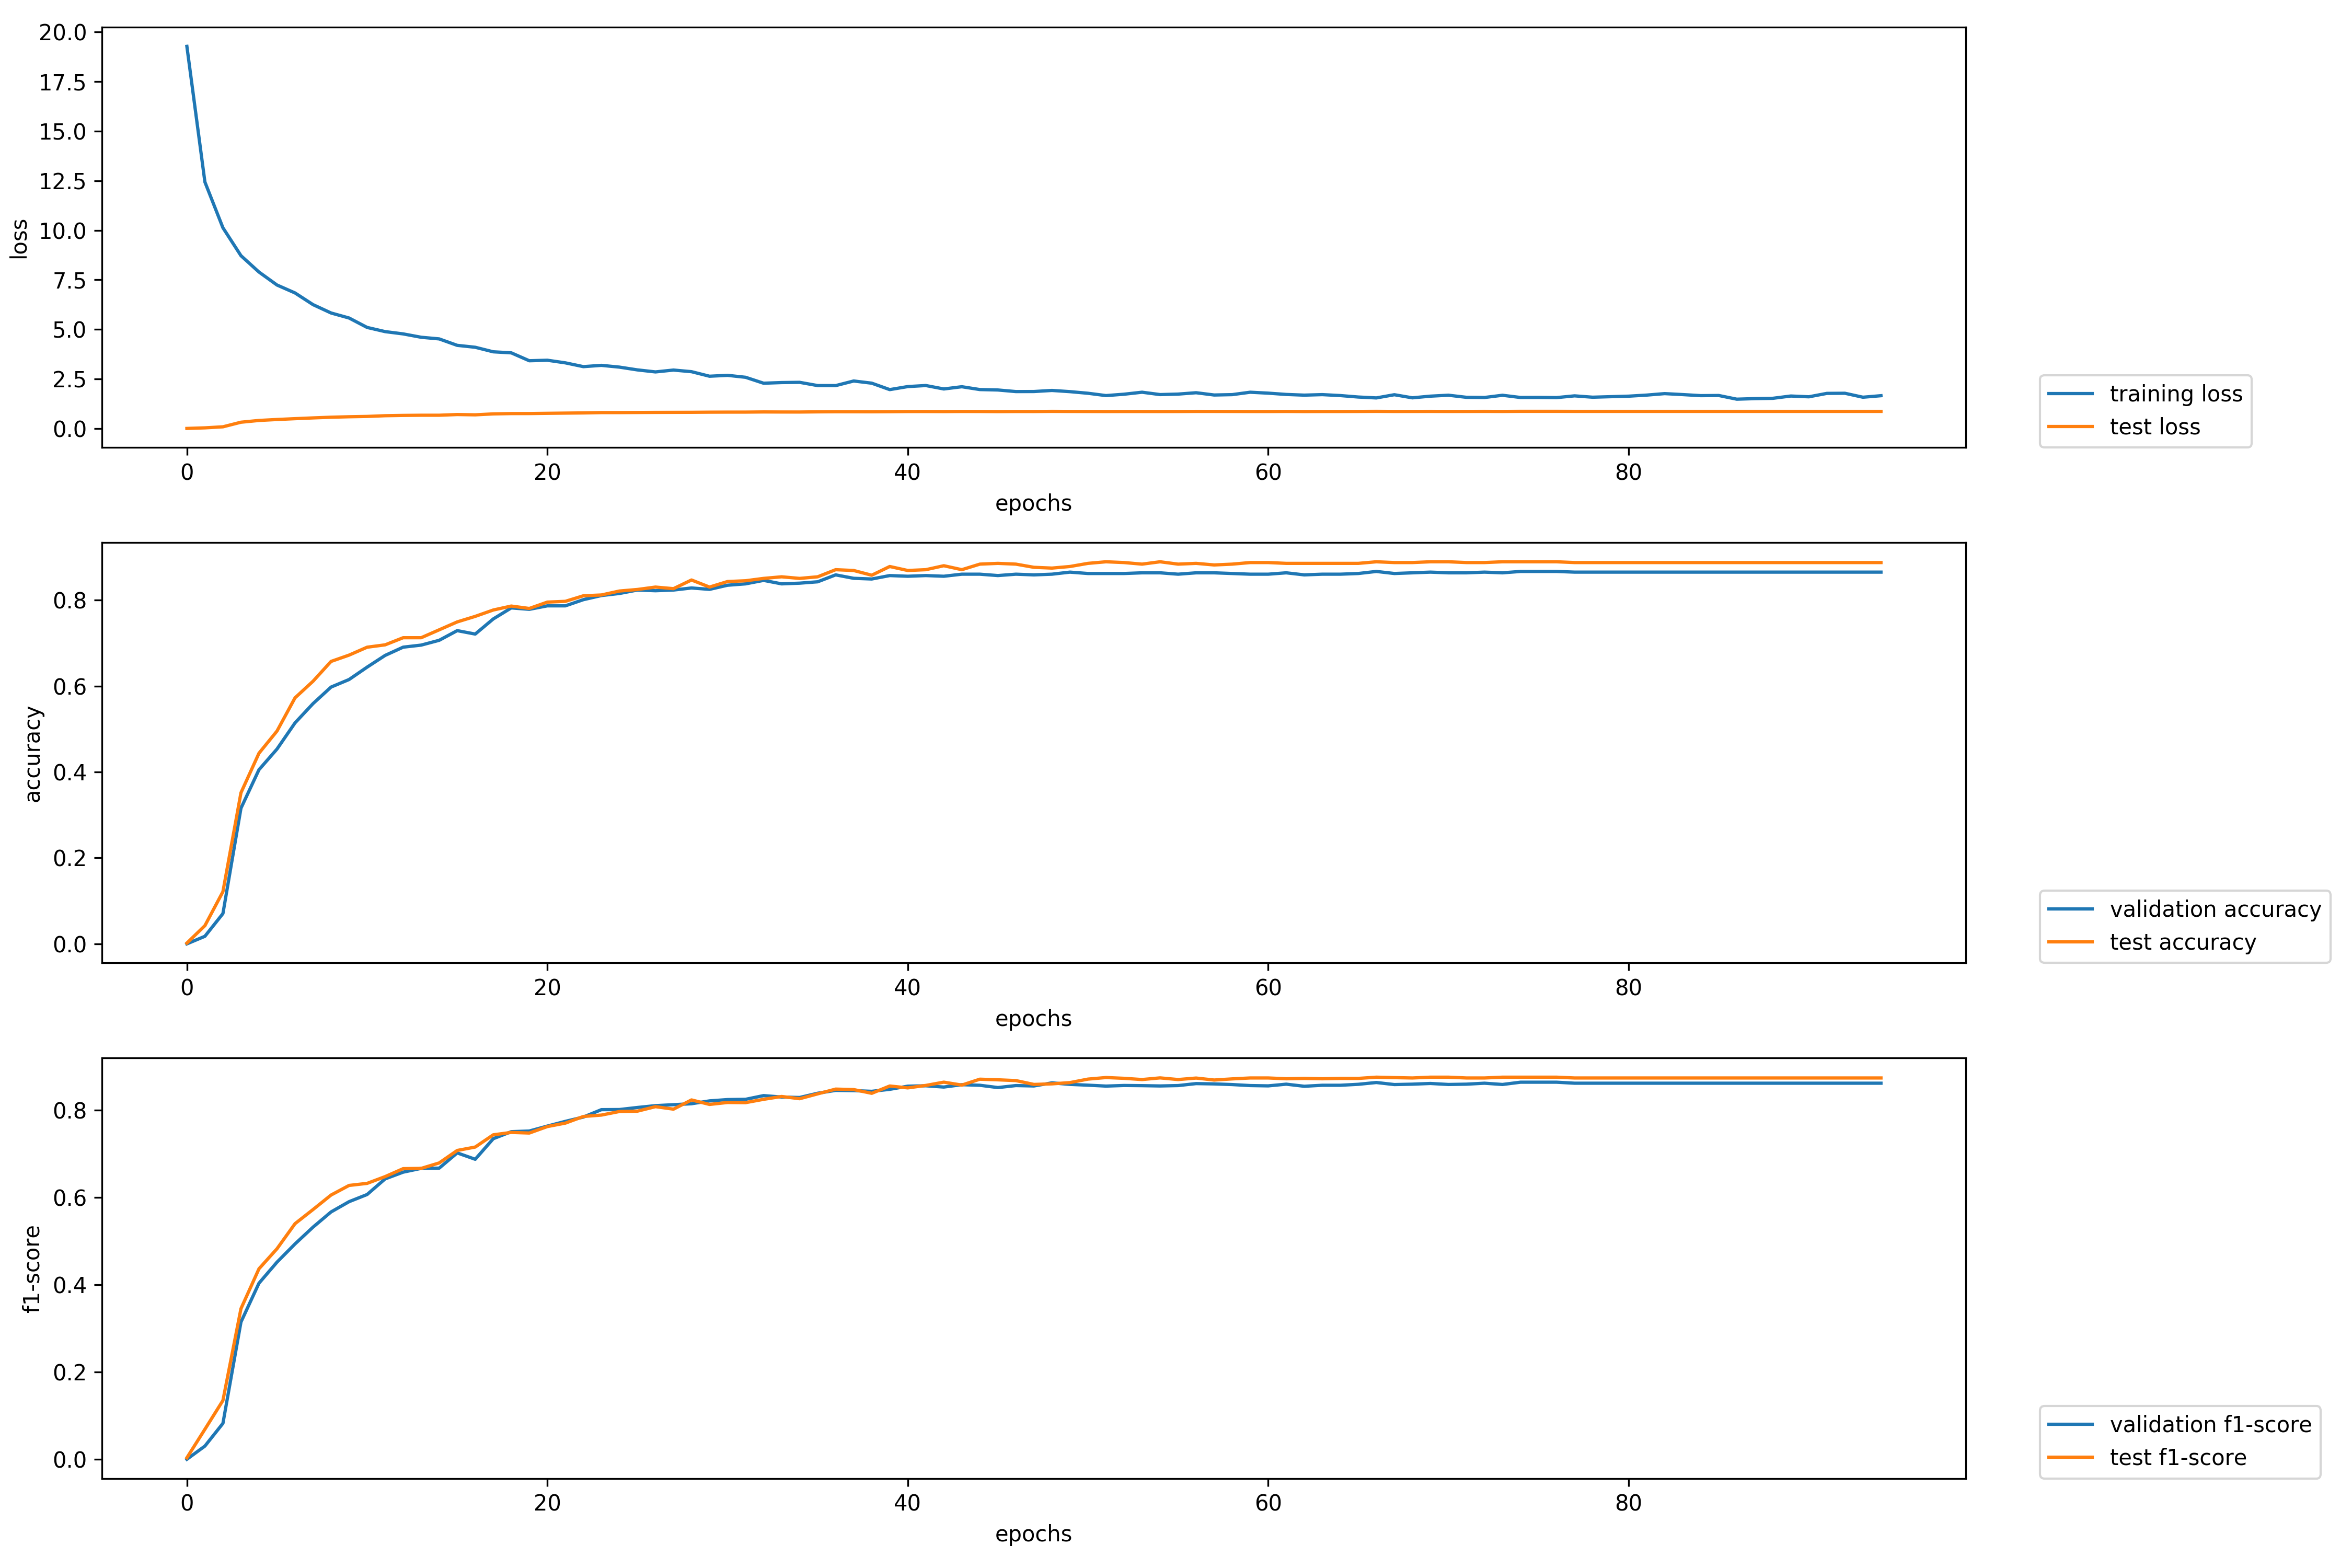 20.0
17.5
15.0
12.5
10.0
7.5
5.0
2.5
0.0
loss
0 20 40 60 80
epochs
training loss
test loss
0.8
0.6
0.4
0.2
0.0
accuracy
0 20 40 60 80
epochs
validation accuracy
test accuracy
0.8
0.6
0.4
0.2
0.0
f1-score
0 20 40 60 80
epochs
validation f1-score
test f1-score